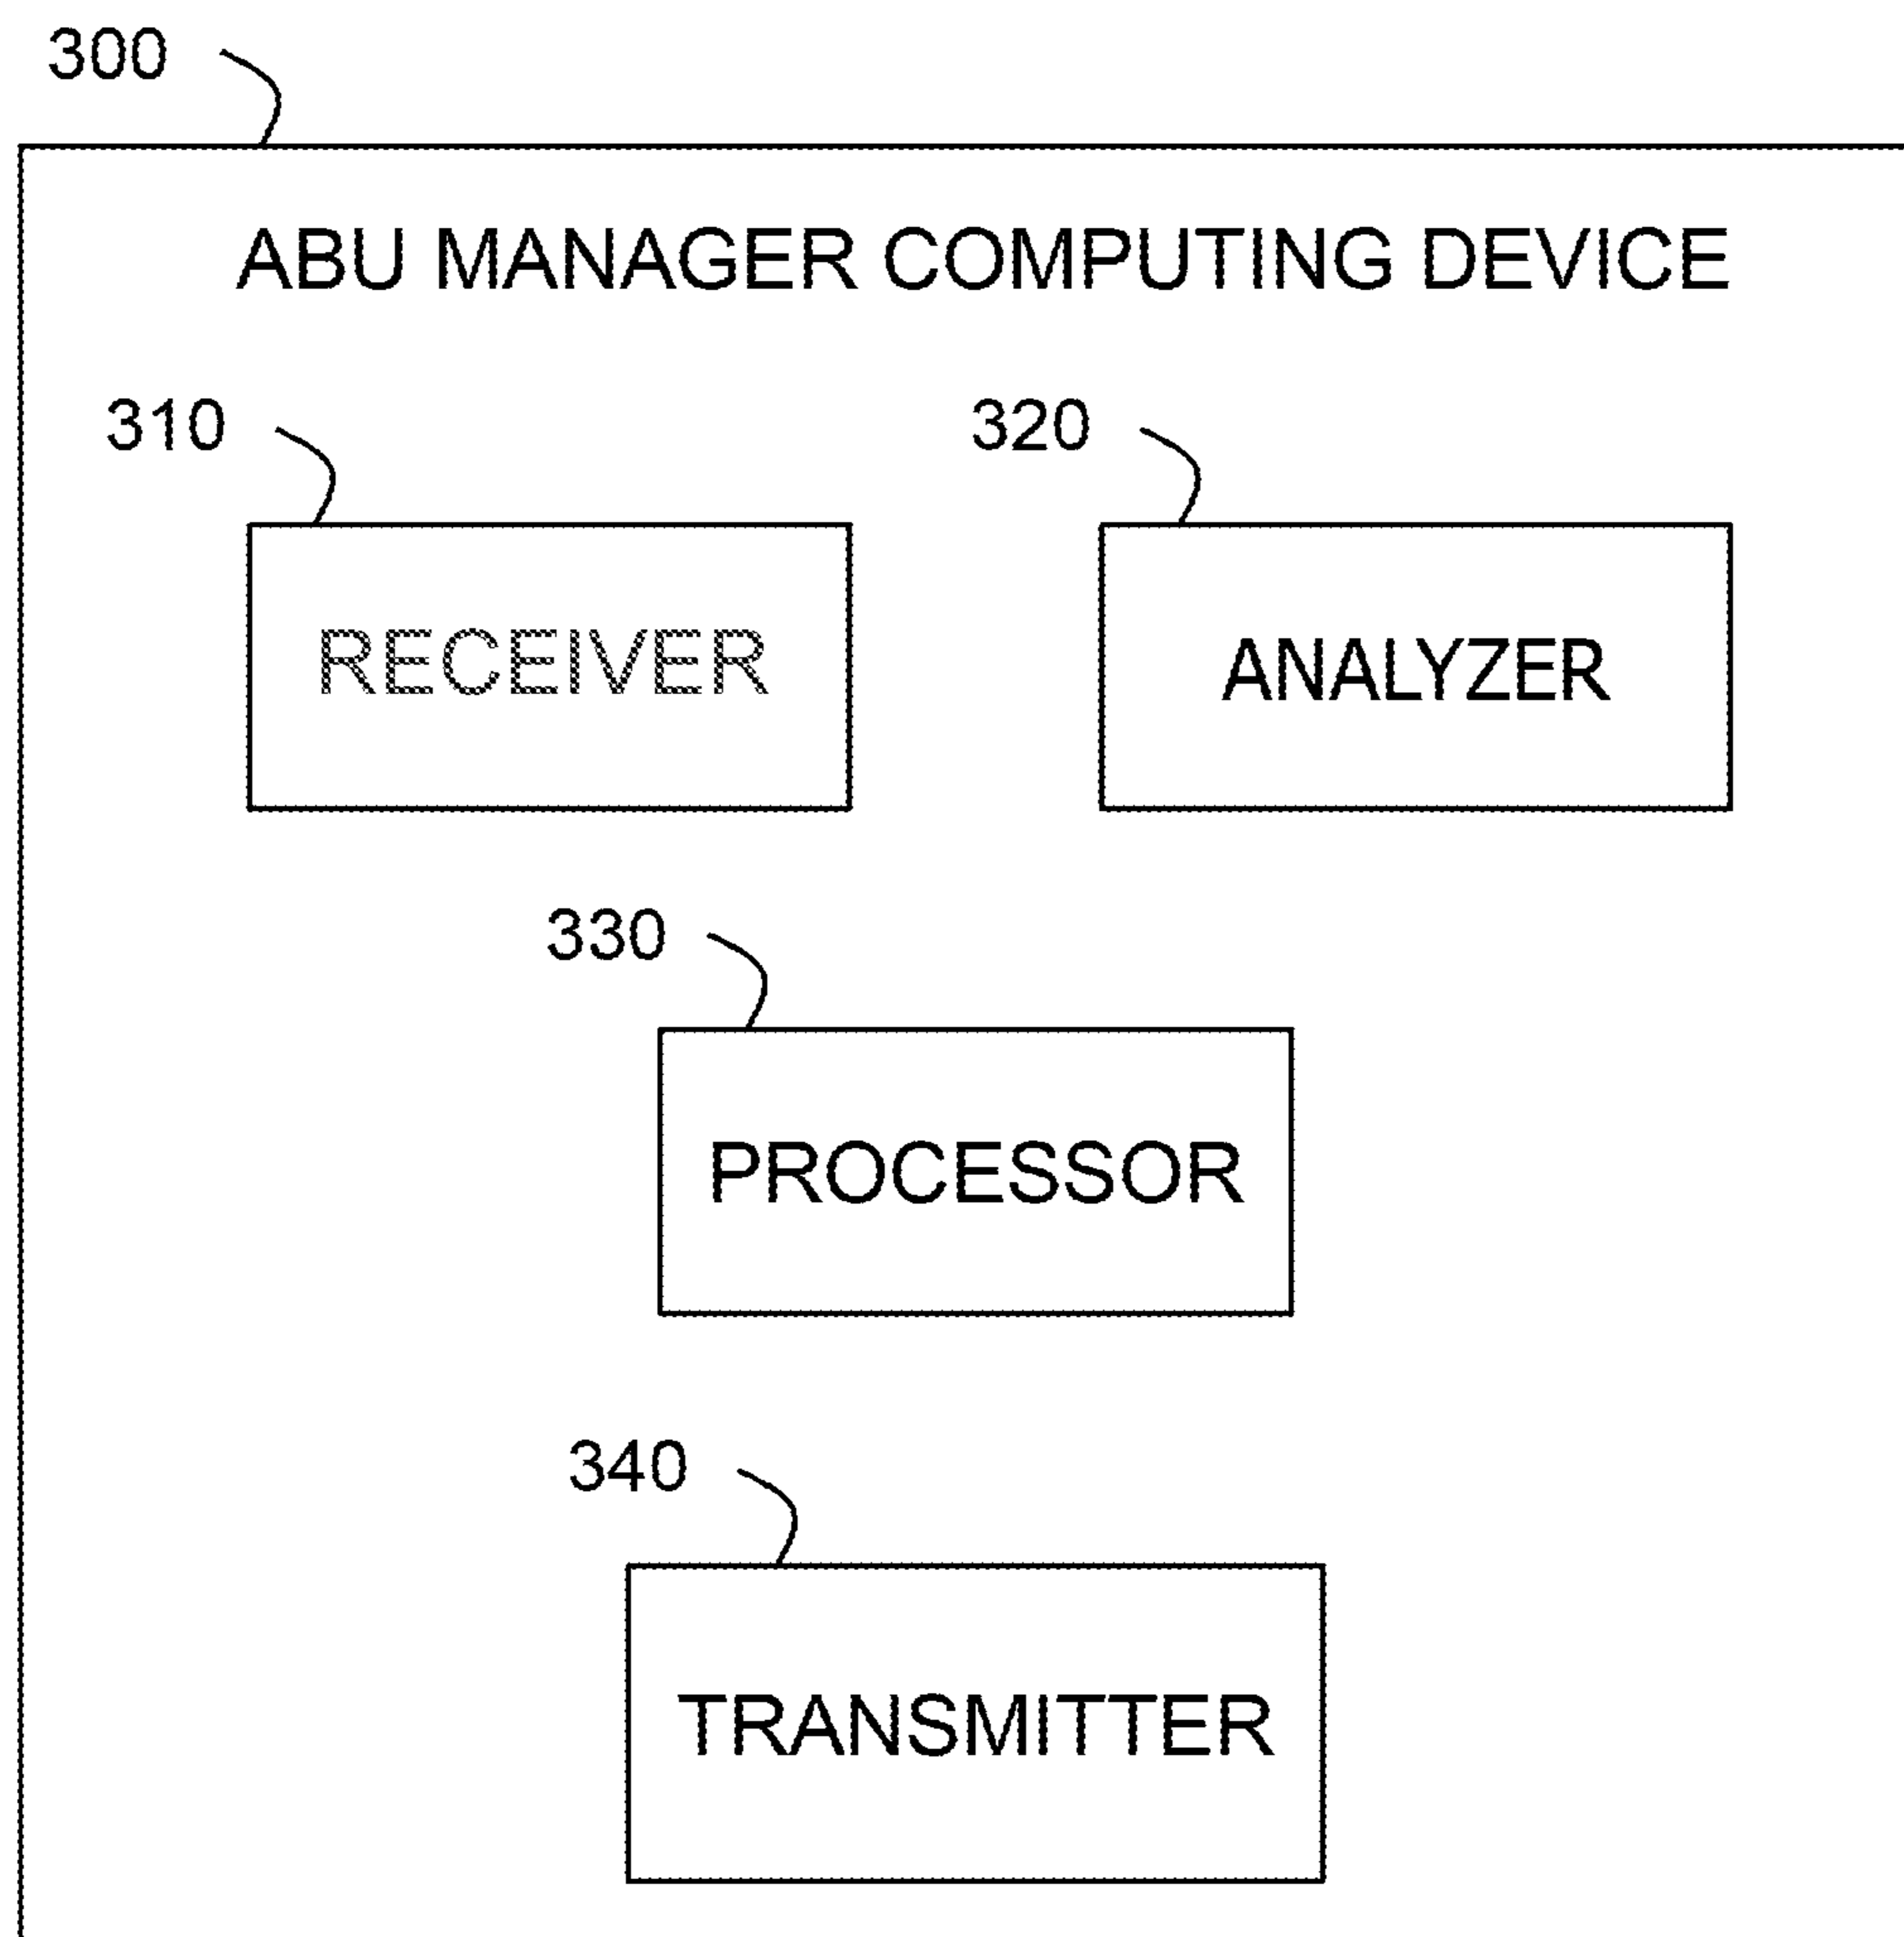 300
ABU MANAGER COMPUTING DEVICE
310
320
RECEIVER
ANALYZER
330
PROCESSOR
340
TRANSMITTER